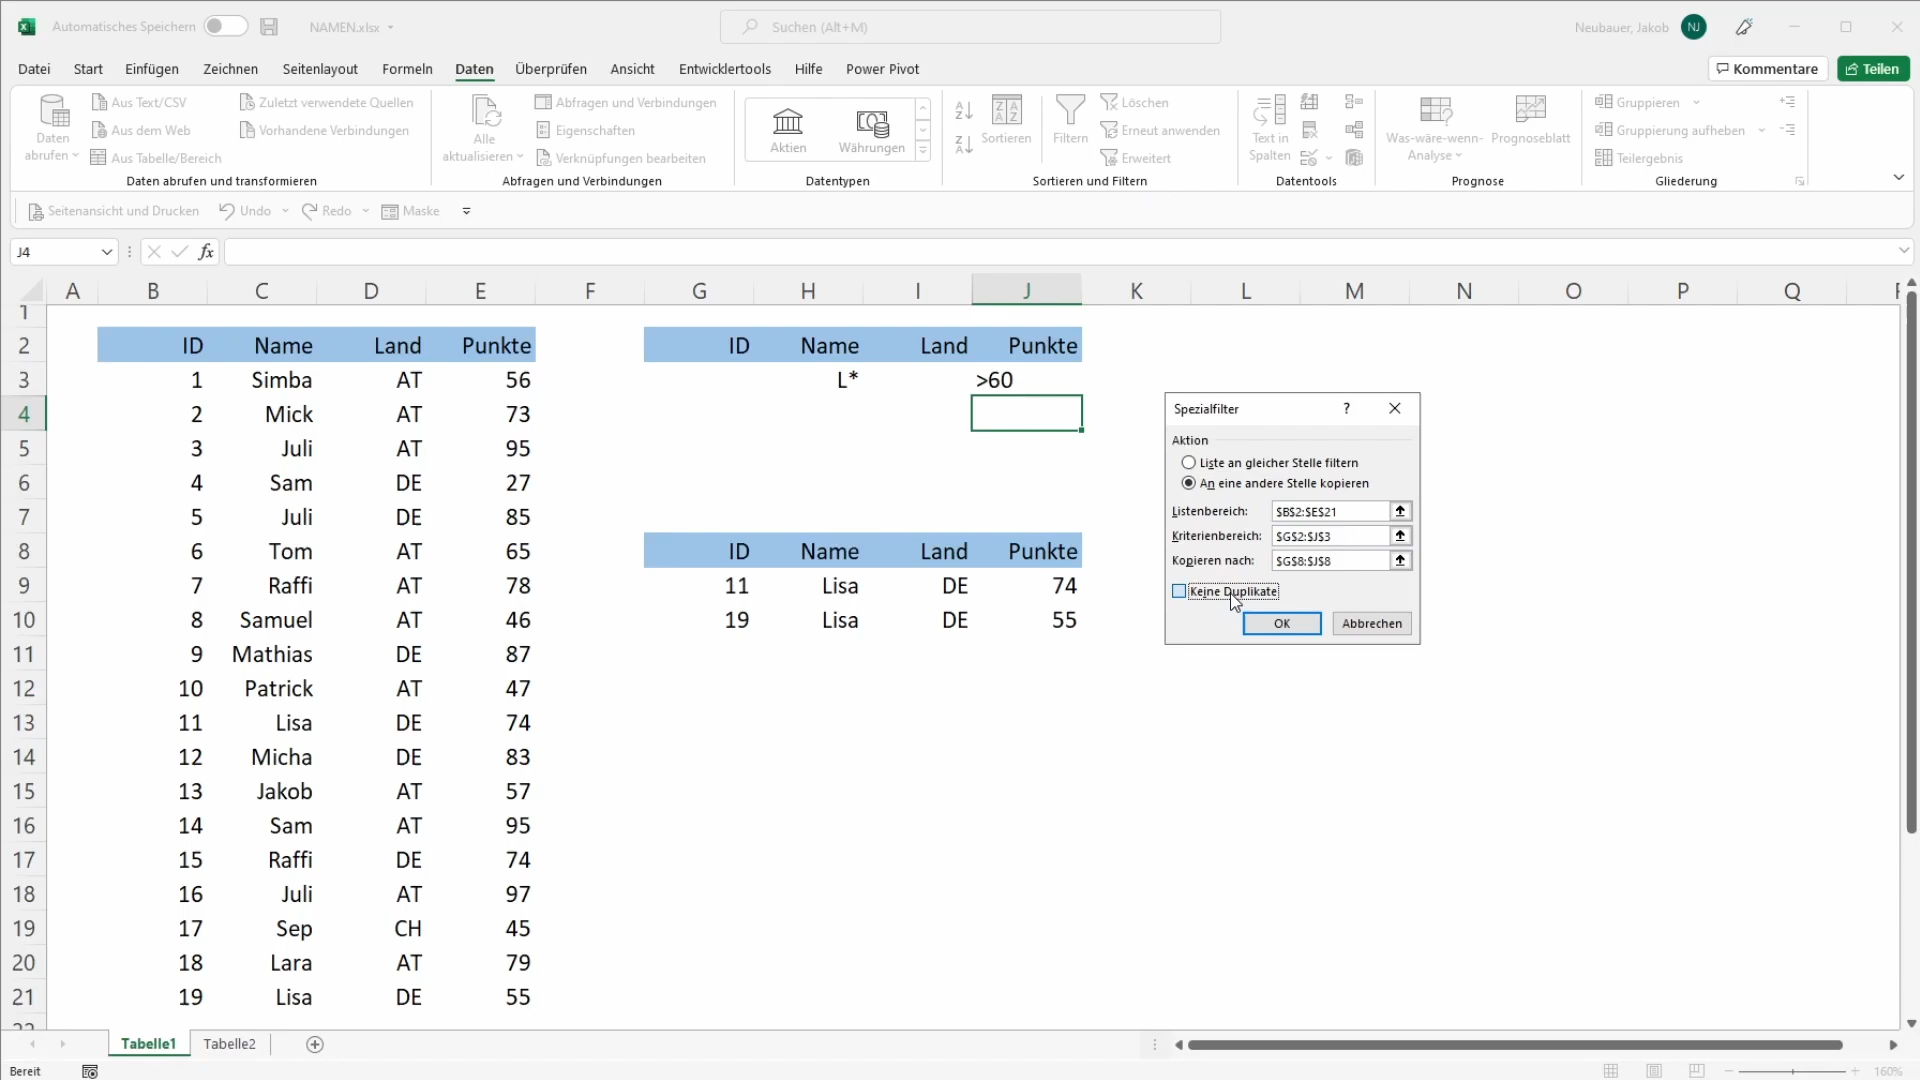 Automatisches Speichern NAMEN.xlsx Suchen (Alt+M) Neubauer, Jakob NJ
Datei Start Einfügen Zeichnen Seitenlayout Formeln Daten Überprüfen Ansicht Entwicklertools Hilfe Power Pivot Kommentare Teilen
Daten abrufen
Aus Text/CSV
Aus dem Web
Aus Tabelle/Bereich
Zuletzt verwendete Quellen
Vorhandene Verbindungen
Daten abrufen und transformieren
Alle aktualisieren
Abfragen und Verbindungen
Eigenschaften
Verknüpfungen bearbeiten
Abfragen und Verbindungen
Aktien Währungen
Datentypen
Sortieren
Filtern
Löschen
Erneut anwenden
Erweitert
Sortieren und Filtern
Text in Spalten
Datentools
Was-wäre-wenn-Analyse
Prognoseblatt
Prognose
Gruppieren
Gruppierung aufheben
Teilergebnis
Gliederung
Seitenansicht und Drucken Undo Redo Maske
J4 fx
A B C D E F G H I J K L M N O P Q
1
2 ID Name Land Punkte ID Name Land Punkte
3 1 Simba AT 56 L* >60
4 2 Mick AT 73
5 3 Juli AT 95
6 4 Sam DE 27
7 5 Juli DE 85
8 6 Tom AT 65 ID Name Land Punkte
9 7 Raffi AT 78 11 Lisa DE 74
10 8 Samuel AT 46 19 Lisa DE 55
11 9 Mathias DE 87
12 10 Patrick AT 47
13 11 Lisa DE 74
14 12 Micha DE 83
15 13 Jakob AT 57
16 14 Sam AT 95
17 15 Raffi DE 74
18 16 Juli AT 97
19 17 Sep CH 45
20 18 Lara AT 79
21 19 Lisa DE 55
22
Spezialfilter ?
Aktion
Liste an gleicher Stelle filtern
An eine andere Stelle kopieren
Listenbereich: $B$2:$E$21
Kriterienbereich: $G$2:$J$3
Kopieren nach: $G$8:$J$8
Keine Duplikate
OK Abbrechen
Tabelle1 Tabelle2
Bereit 160%